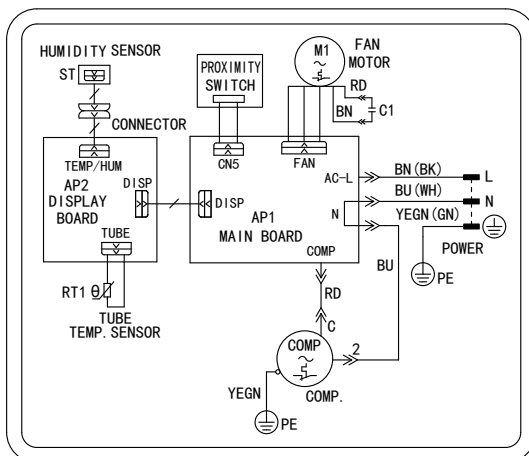 HUMIDITY SENSOR
ST
CONNECTOR
TEMP/HUM
AP2
DISPLAY
BOARD
DISP
TUBE
RT1 θ
TUBE
TEMP. SENSOR
PROXIMITY
SWITCH
CN5
M1
~
FAN
MOTOR
RD
BN
C1
FAN
DISP
AP1
MAIN BOARD
AC-L
N
COMP
BN(BK)
L
BU(WH)
N
YEGN(GN)
POWER
PE
BU
RD
C
COMP
~
2
COMP.
YEGN
PE